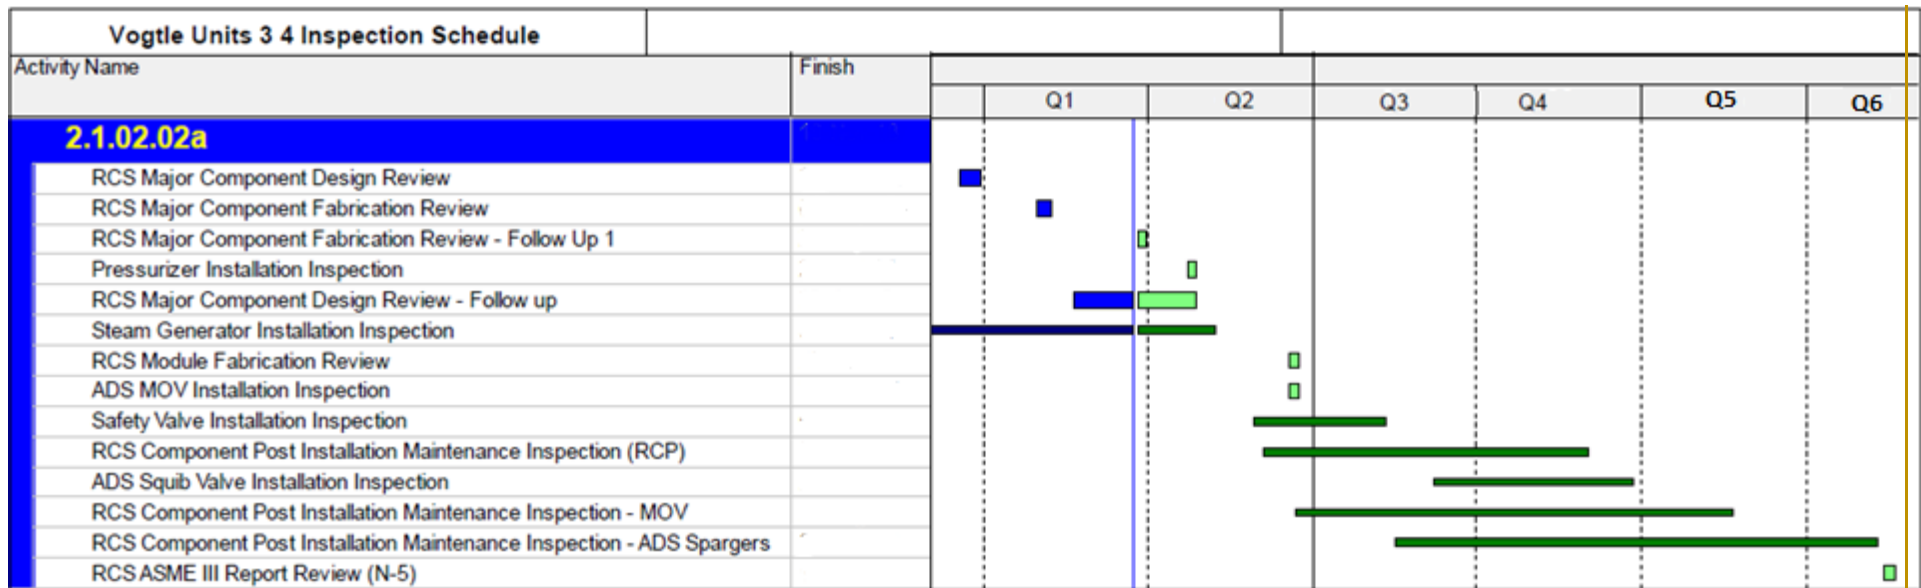 Vogtle Units 3 4 Inspection Schedule
Activity Name Finish
Q1 Q2 Q3 Q4 Q5 Q6
2.1.02.02a
RCS Major Component Design Review
RCS Major Component Fabrication Review
RCS Major Component Fabrication Review - Follow Up 1
Pressurizer Installation Inspection
RCS Major Component Design Review - Follow up
Steam Generator Installation Inspection
RCS Module Fabrication Review
ADS MOV Installation Inspection
Safety Valve Installation Inspection
RCS Component Post Installation Maintenance Inspection (RCP)
ADS Squib Valve Installation Inspection
RCS Component Post Installation Maintenance Inspection - MOV
RCS Component Post Installation Maintenance Inspection - ADS Spargers
RCS ASME III Report Review (N-5)